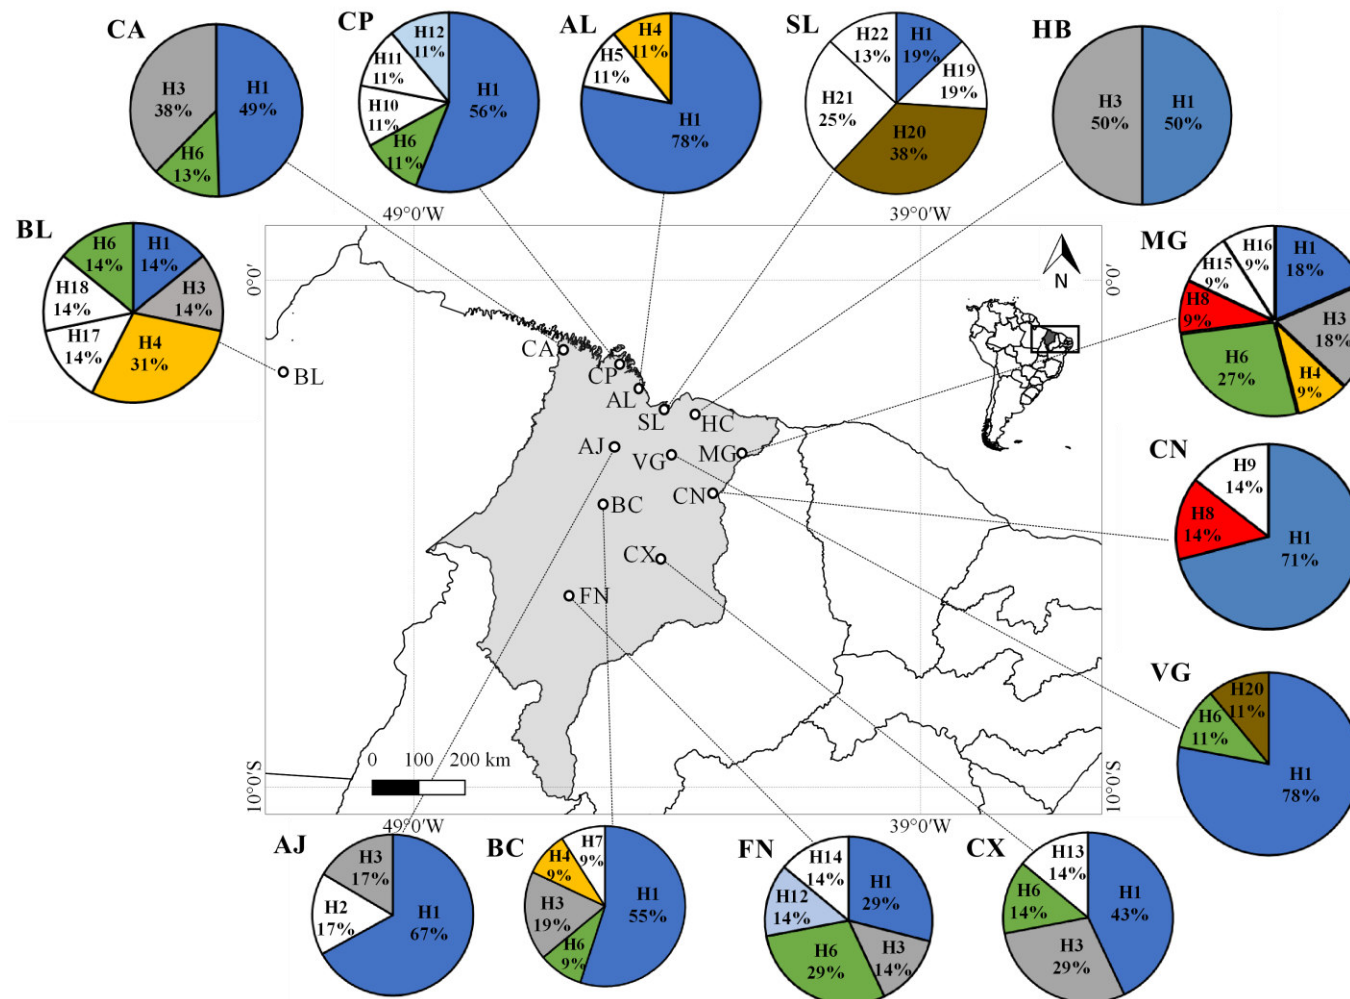 CA
H3
38%
H1
49%
H6
13%
CP
H12
11%
H11
11%
H10
11%
H6
11%
H1
56%
AL
H4
11%
H5
11%
H1
78%
SL
H22
13%
H1
19%
H19
19%
H21
25%
H20
38%
HB
H3
50%
H1
50%
BL
H6
14%
H1
14%
H18
14%
H3
14%
H17
14%
H4
31%
49°0'W
39°0'W
0°0'
N
CA
CP
AL
SL
HC
BL
AJ
VG
MG
BC
CN
CX
FN
0 100 200 km
10°0'S
10°0'S
0°0'
49°0'W
39°0'W
MG
H16
9%
H1
18%
H15
9%
H8
9%
H3
18%
H6
27%
H4
9%
CN
H9
14%
H8
14%
H1
71%
VG
H20
11%
H6
11%
H1
78%
AJ
H3
17%
H2
17%
H1
67%
BC
H7
9%
H4
9%
H3
19%
H6
9%
H1
55%
FN
H14
14%
H1
29%
H12
14%
H6
29%
H3
14%
CX
H13
14%
H6
14%
H1
43%
H3
29%